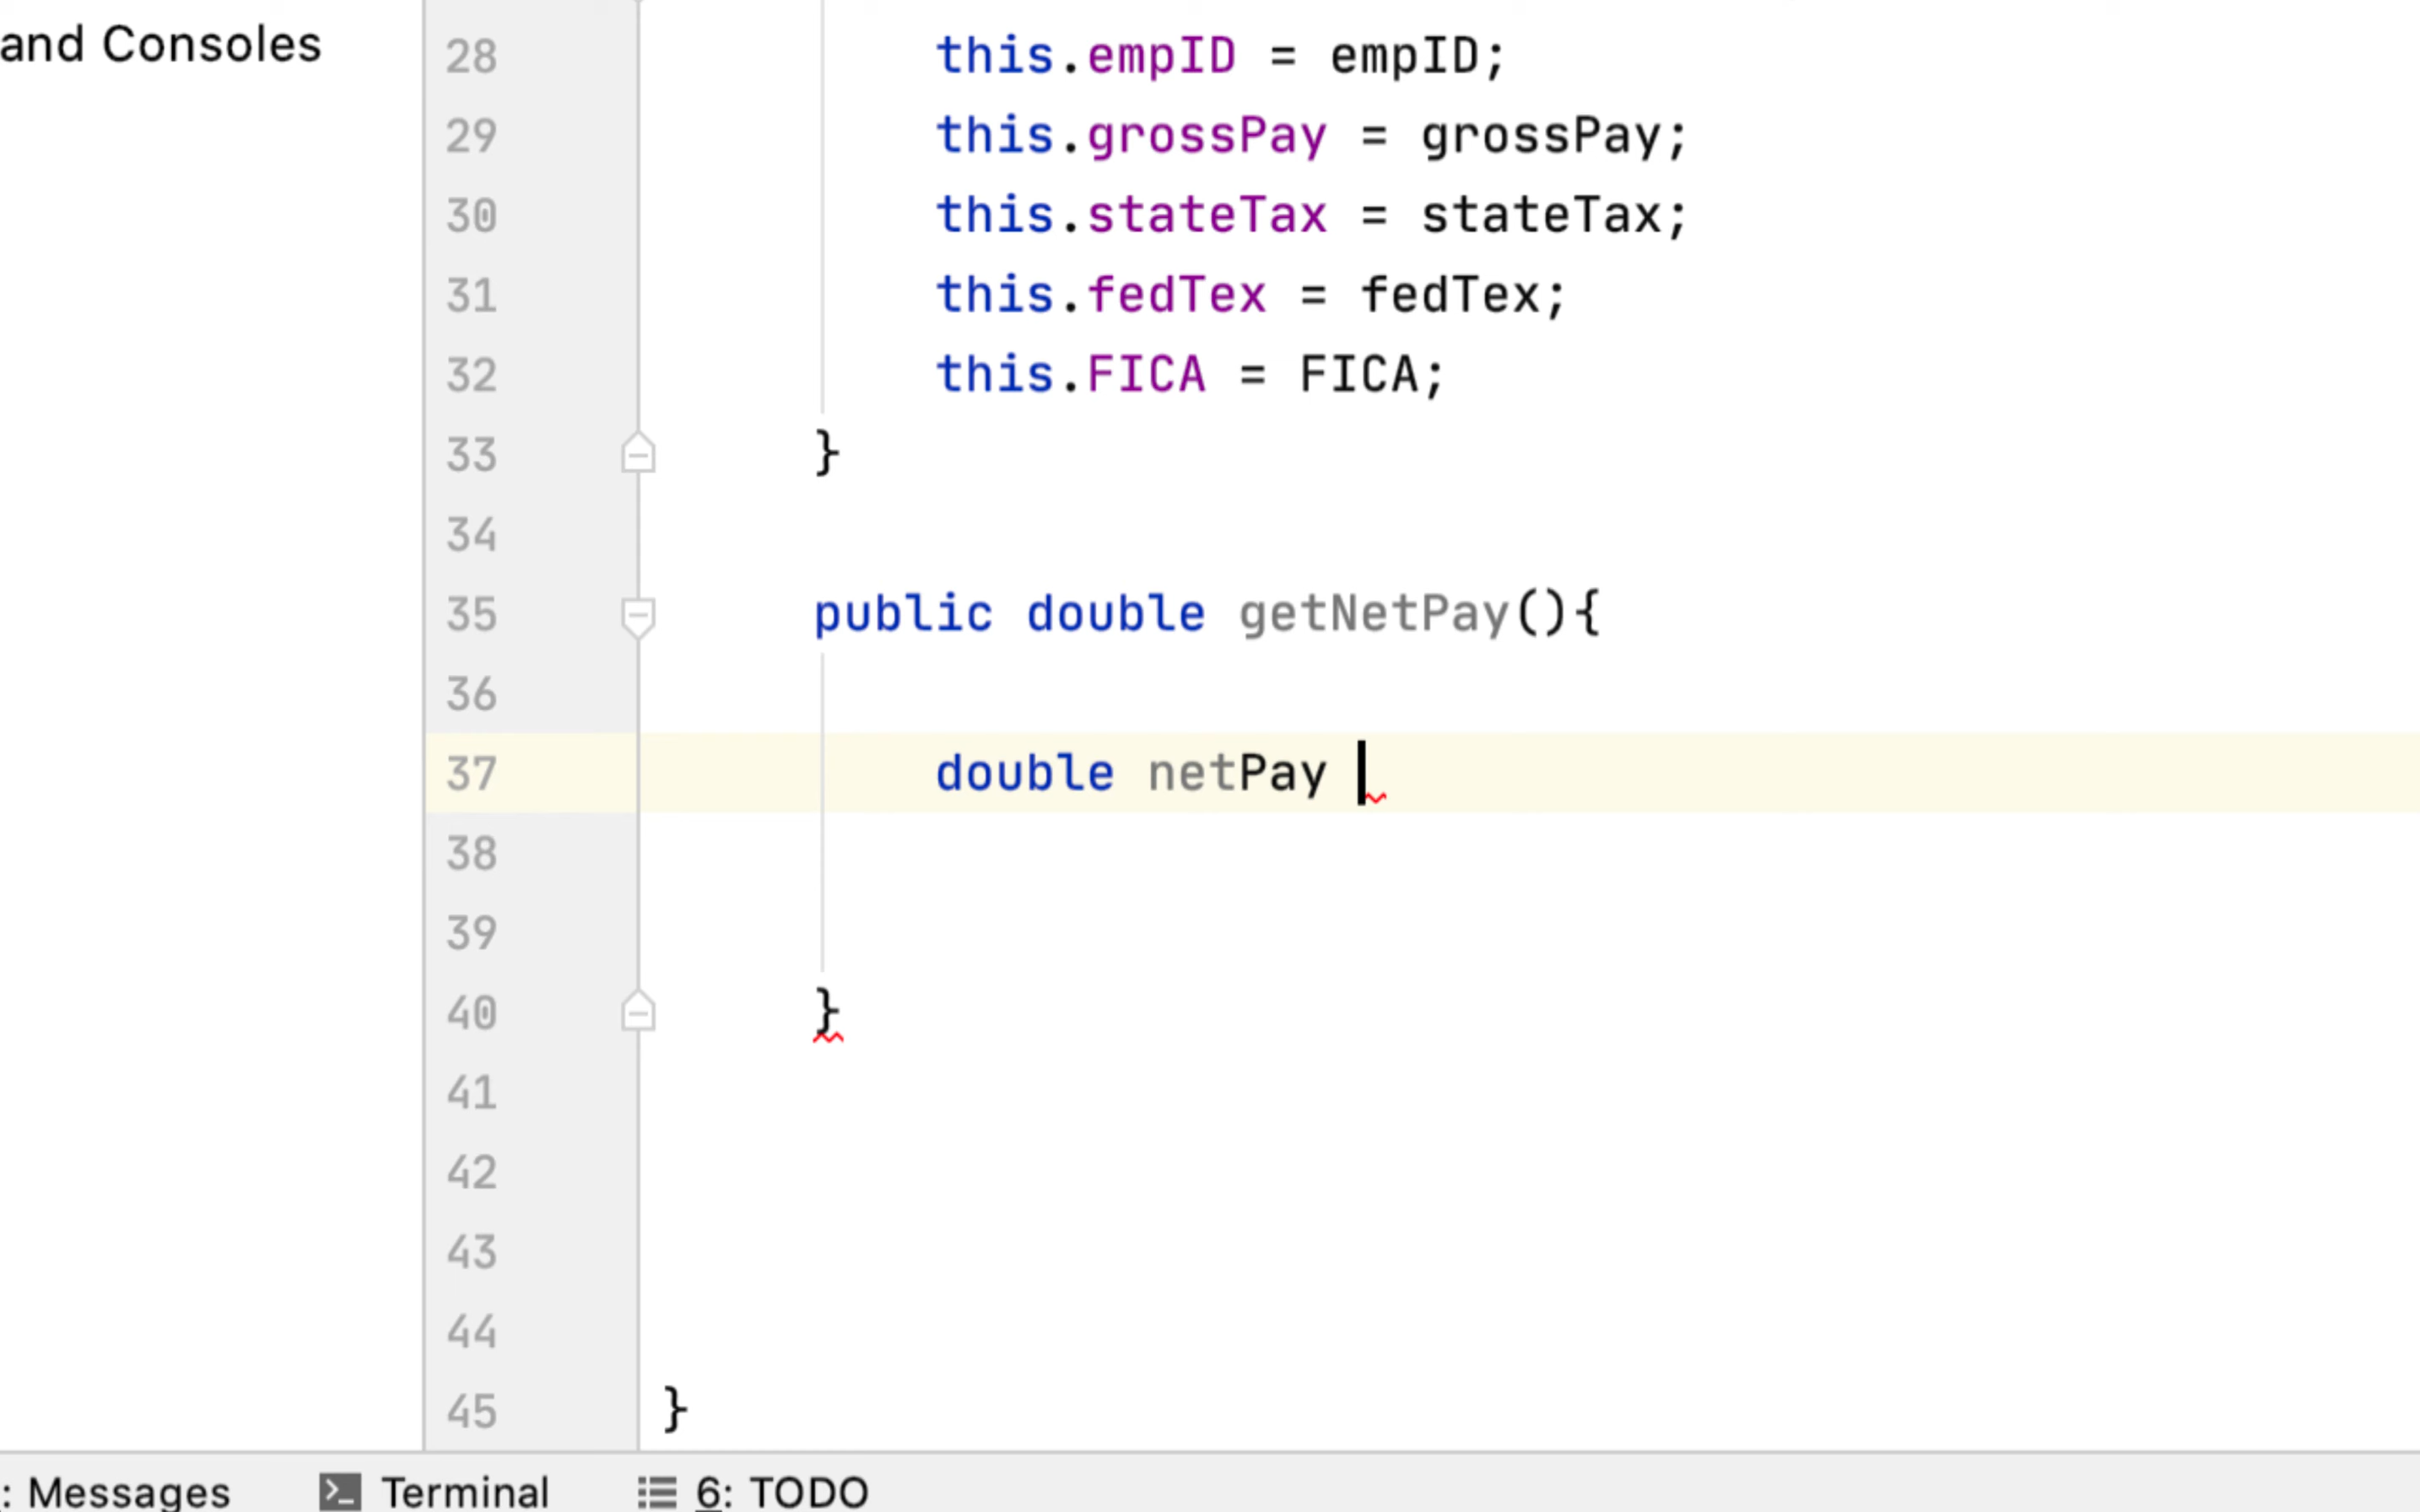 and Consoles
28 this.empID = empID;
29 this.grossPay = grossPay;
30 this.stateTax = stateTax;
31 this.fedTex = fedTex;
32 this.FICA = FICA;
33 }
34
35 public double getNetPay(){
36
37 double netPay
38
39
40 }
41
42
43
44
45 }
: Messages Terminal 6: TODO